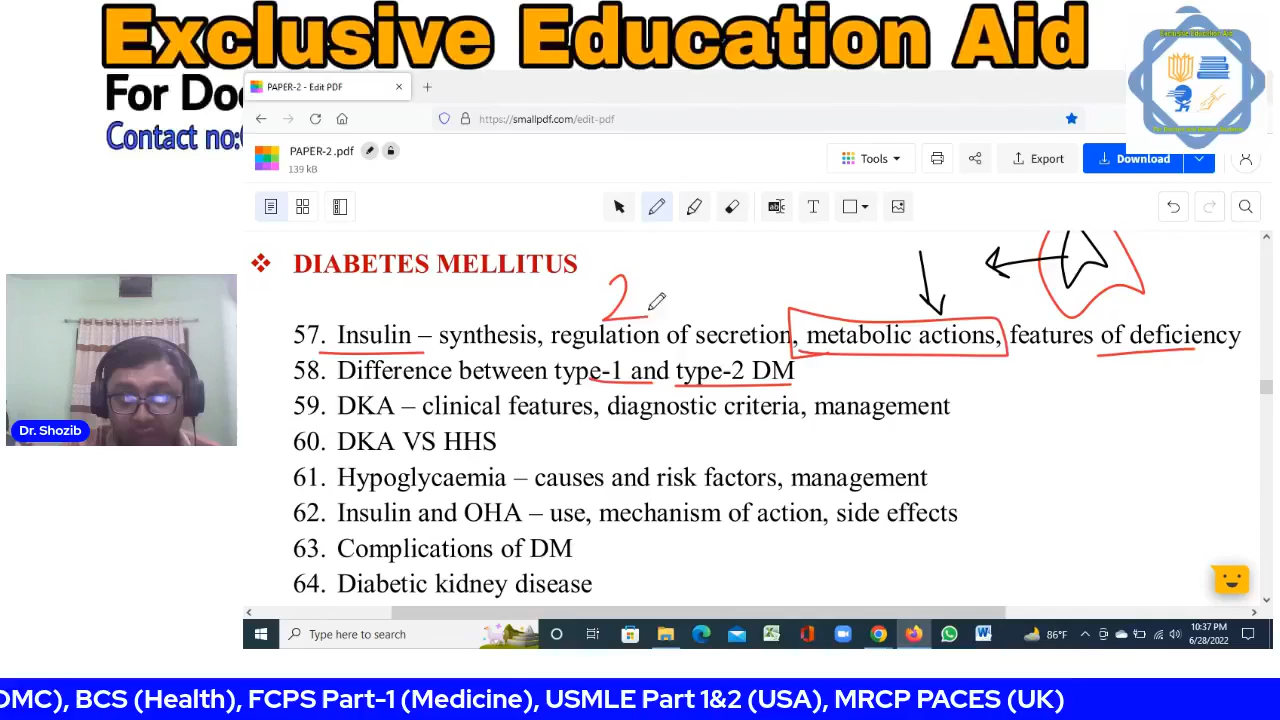 Exclusive Education Aid
For Do
Contact no:
Exclusive Education Aid
PAPER-2 - Edit PDF
https://smallpdf.com/edit-pdf
PAPER-2.pdf
139 kB
Tools
Export
Download
abc
T
❖ DIABETES MELLITUS
2
57. Insulin – synthesis, regulation of secretion, metabolic actions, features of deficiency
58. Difference between type-1 and type-2 DM
59. DKA – clinical features, diagnostic criteria, management
60. DKA VS HHS
61. Hypoglycaemia – causes and risk factors, management
62. Insulin and OHA – use, mechanism of action, side effects
63. Complications of DM
64. Diabetic kidney disease
Dr. Shozib
Type here to search
86°F
10:37 PM
6/28/2022
DMC), BCS (Health), FCPS Part-1 (Medicine), USMLE Part 1&2 (USA), MRCP PACES (UK)